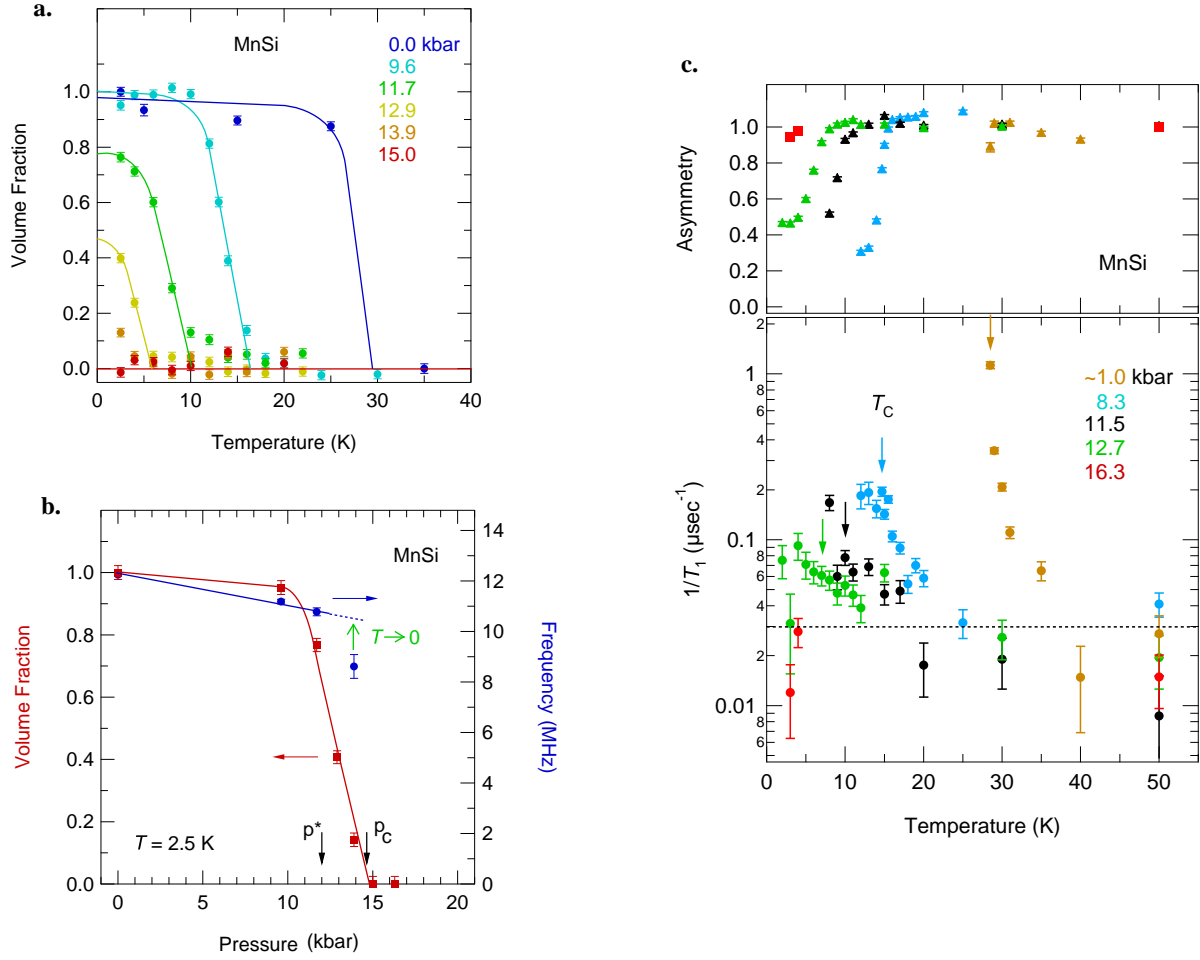 a.
MnSi
0.0 kbar
9.6
11.7
12.9
13.9
15.0
1.0
0.8
0.6
0.4
0.2
0.0
Volume Fraction
0 10 20 30 40
Temperature (K)
b.
MnSi
1.0
0.8
0.6
0.4
0.2
0.0
Volume Fraction
14
12
10
8
6
4
2
0
Frequency (MHz)
T→0
p*
pC
T = 2.5 K
0 5 10 15 20
Pressure (kbar)
c.
1.0
0.8
0.6
0.4
0.2
0.0
Asymmetry
MnSi
2
1
8
6
4
2
0.1
8
6
4
2
0.01
8
6
1/T1 (µsec-1)
~1.0 kbar
8.3
11.5
12.7
16.3
TC
0 10 20 30 40 50
Temperature (K)